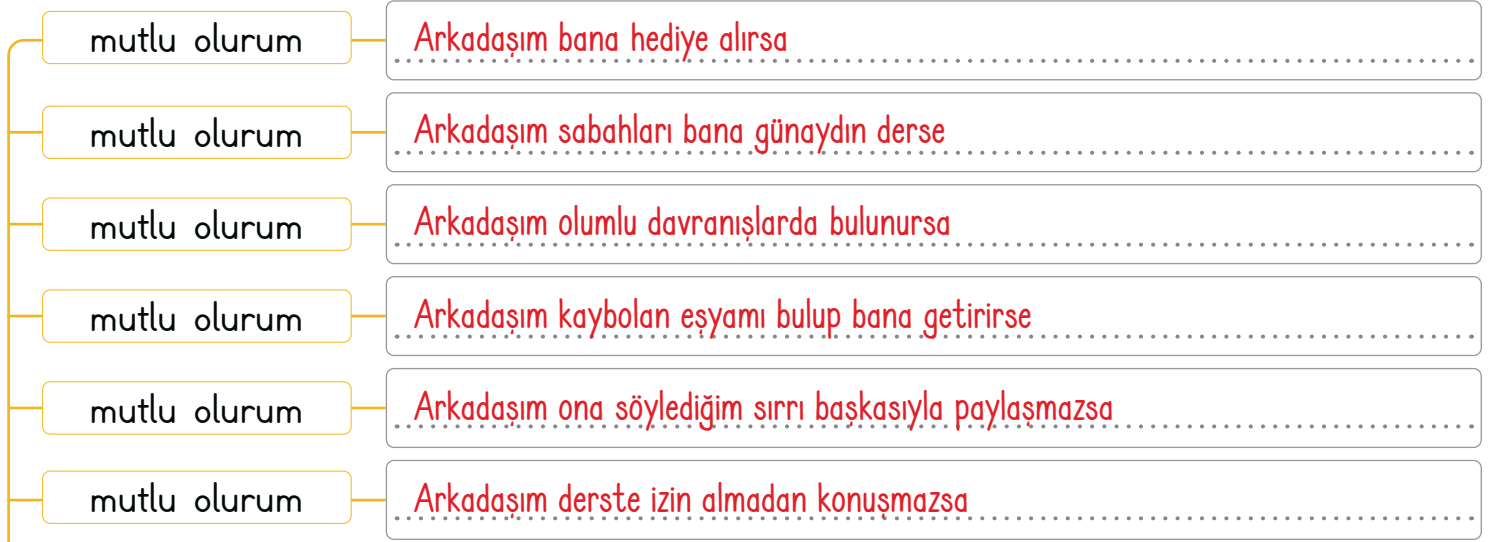 mutlu olurum Arkadaşım bana hediye alırsa
mutlu olurum Arkadaşım sabahları bana günaydın derse
mutlu olurum Arkadaşım olumlu davranışlarda bulunursa
mutlu olurum Arkadaşım kaybolan eşyamı bulup bana getirirse
mutlu olurum Arkadaşım ona söylediğim sırrı başkasıyla paylaşmazsa
mutlu olurum Arkadaşım derste izin almadan konuşmazsa